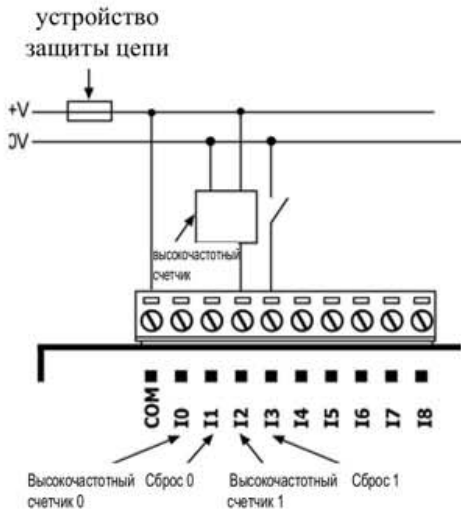 устройство
защиты цепи
+V
0V
высокочастотный
счетчик
COM I0 I1 I2 I3 I4 I5 I6 I7 I8
Высокочастотный Сброс 0 Высокочастотный Сброс 1
счетчик 0 счетчик 1